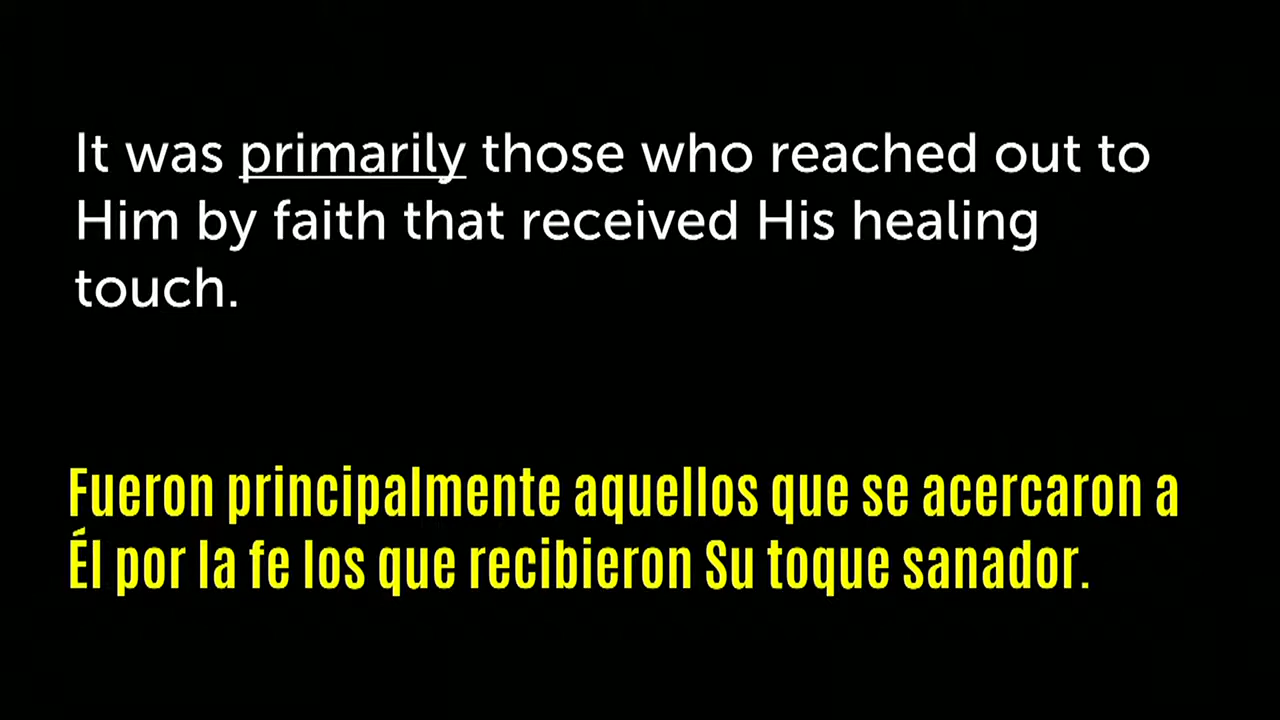 It was primarily those who reached out to
Him by faith that received His healing
touch.
Fueron principalmente aquellos que se acercaron a
Él por la fe los que recibieron Su toque sanador.